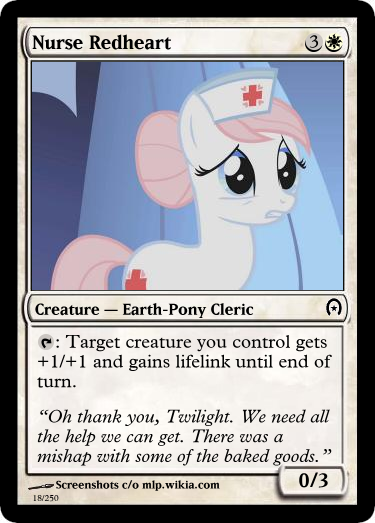 Nurse Redheart 3
Creature — Earth-Pony Cleric
: Target creature you control gets
+1/+1 and gains lifelink until end of
turn.
“Oh thank you, Twilight. We need all
the help we can get. There was a
mishap with some of the baked goods.”
Screenshots c/o mlp.wikia.com
0/3
18/250